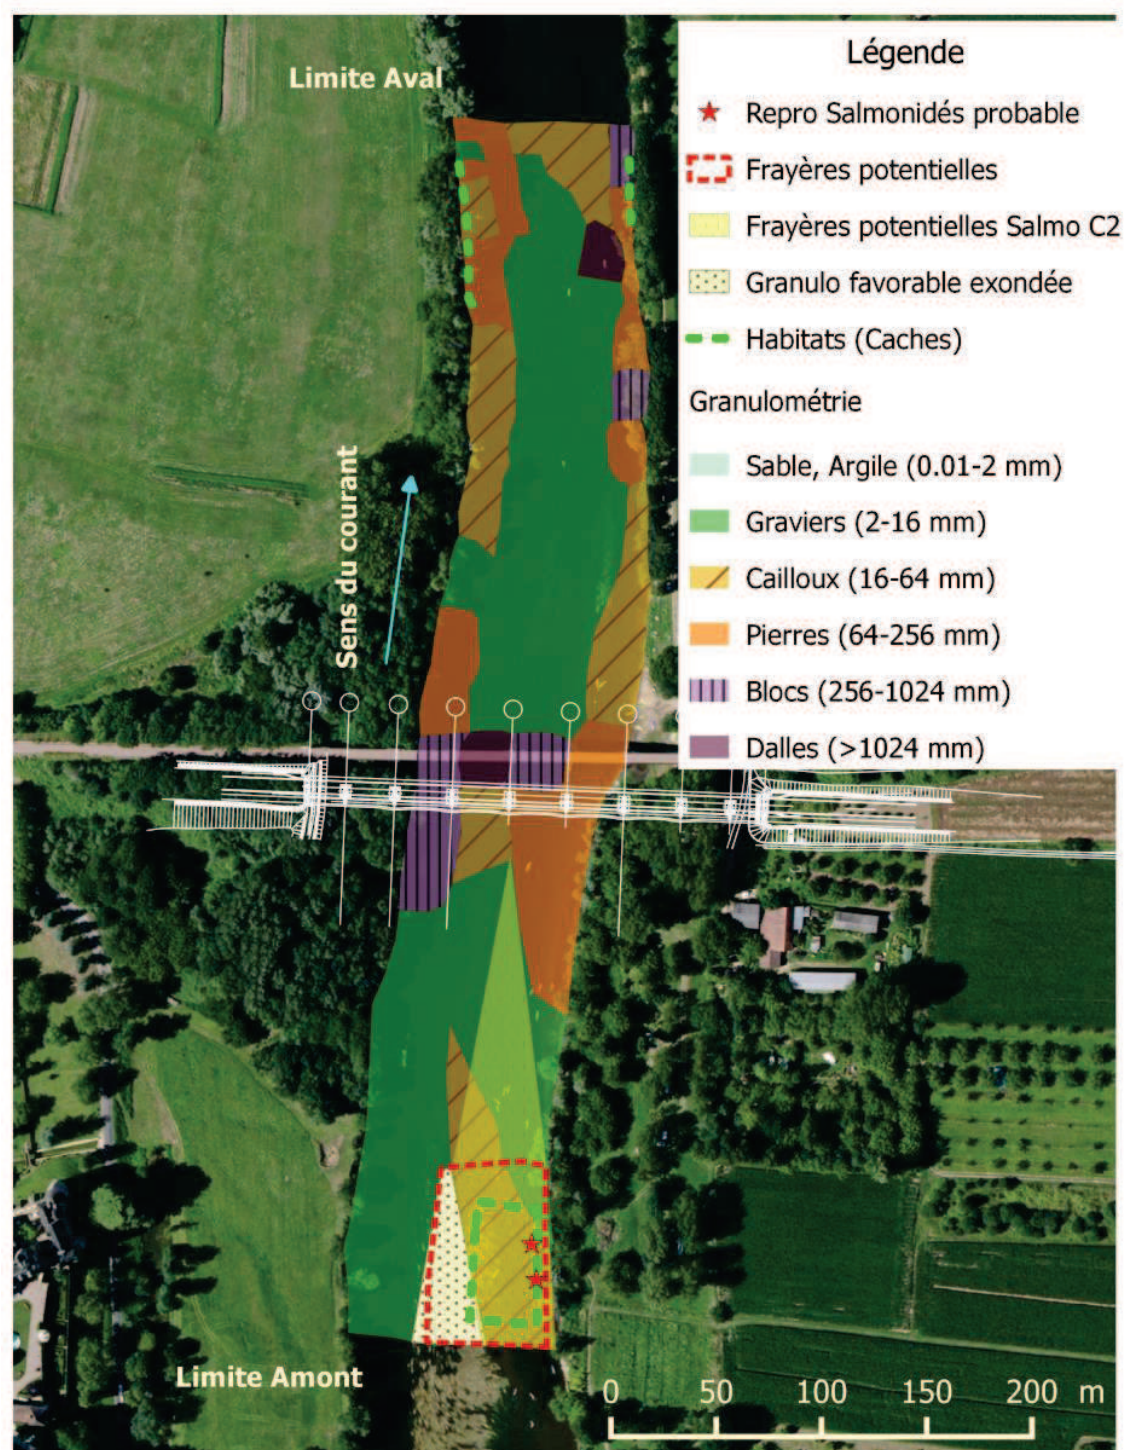 Limite Aval
Légende
Repro Salmonidés probable
Frayères potentielles
Frayères potentielles Salmo C2
Granulo favorable exondée
Habitats (Caches)
Granulométrie
Sable, Argile (0.01-2 mm)
Graviers (2-16 mm)
Cailloux (16-64 mm)
Pierres (64-256 mm)
Blocs (256-1024 mm)
Dalles (>1024 mm)
Sens du courant
Limite Amont
0 50 100 150 200 m